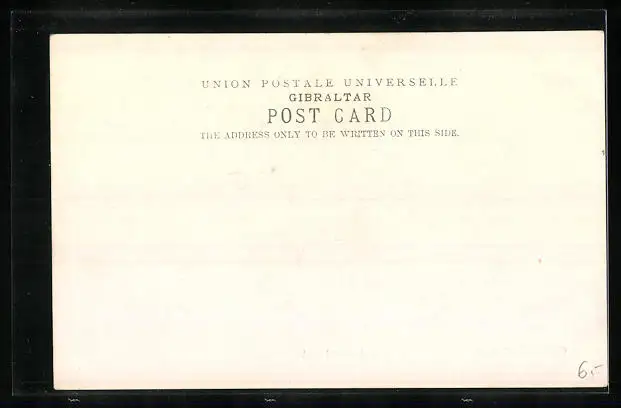 UNION POSTALE UNIVERSELLE
GIBRALTAR
POST CARD
THE ADDRESS ONLY TO BE WRITTEN ON THIS SIDE.
6,-